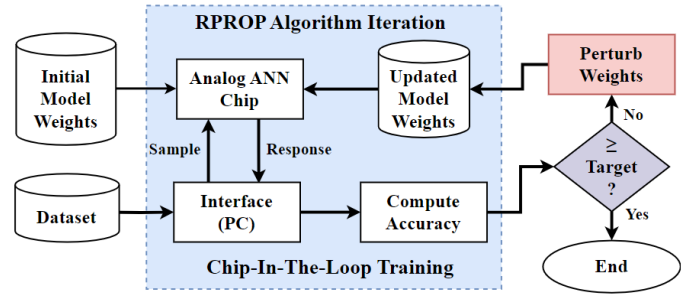 RPROP Algorithm Iteration
Initial
Model
Weights
Analog ANN
Chip
Updated
Model
Weights
Perturb
Weights
No
Sample
Response
≥
Target
?
Dataset
Interface
(PC)
Compute
Accuracy
Yes
Chip-In-The-Loop Training
End